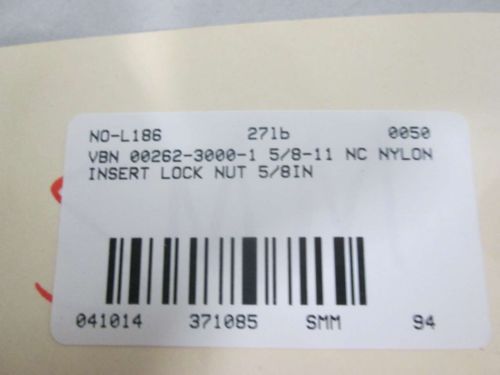 NO-L186 27lb 0050
VBN 00262-3000-1 5/8-11 NC NYLON
INSERT LOCK NUT 5/8IN
041014 371085 SMM 94